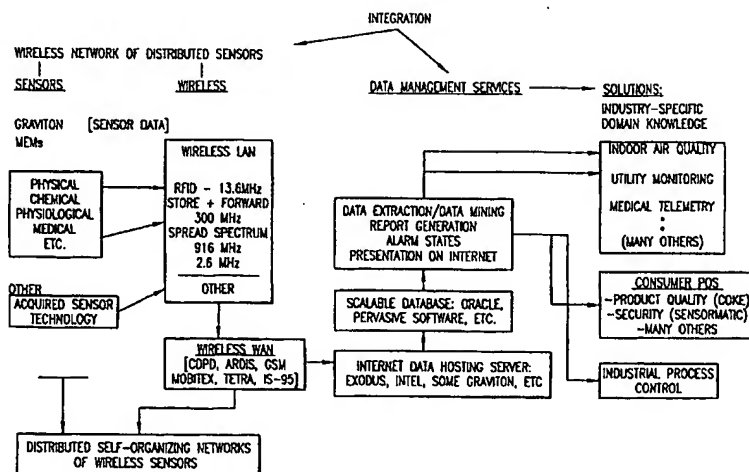 INTEGRATION
WIRELESS NETWORK OF DISTRIBUTED SENSORS
SENSORS
WIRELESS
DATA MANAGEMENT SERVICES
SOLUTIONS:
INDUSTRY-SPECIFIC
DOMAIN KNOWLEDGE
GRAVITON
MEMs
[SENSOR DATA]
PHYSICAL
CHEMICAL
PHYSIOLOGICAL
MEDICAL
ETC.
OTHER
ACQUIRED SENSOR
TECHNOLOGY
WIRELESS LAN
RFID - 13.6MHz
STORE + FORWARD
300 MHz
SPREAD SPECTRUM
916 MHz
2.6 MHz
OTHER
WIRELESS WAN
[CDPD, ARDIS, GSM
MOBITEX, TETRA, IS-95]
DISTRIBUTED SELF-ORGANIZING NETWORKS
OF WIRELESS SENSORS
DATA EXTRACTION/DATA MINING
REPORT GENERATION
ALARM STATES
PRESENTATION ON INTERNET
SCALABLE DATABASE: ORACLE,
PERVASIVE SOFTWARE, ETC.
INTERNET DATA HOSTING SERVER:
EXODUS, INTEL, SOME GRAVITON, ETC
INDOOR AIR QUALITY
UTILITY MONITORING
MEDICAL TELEMETRY
(MANY OTHERS)
CONSUMER POS
-PRODUCT QUALITY (COKE)
-SECURITY (SENSORMATIC)
-MANY OTHERS
INDUSTRIAL PROCESS
CONTROL